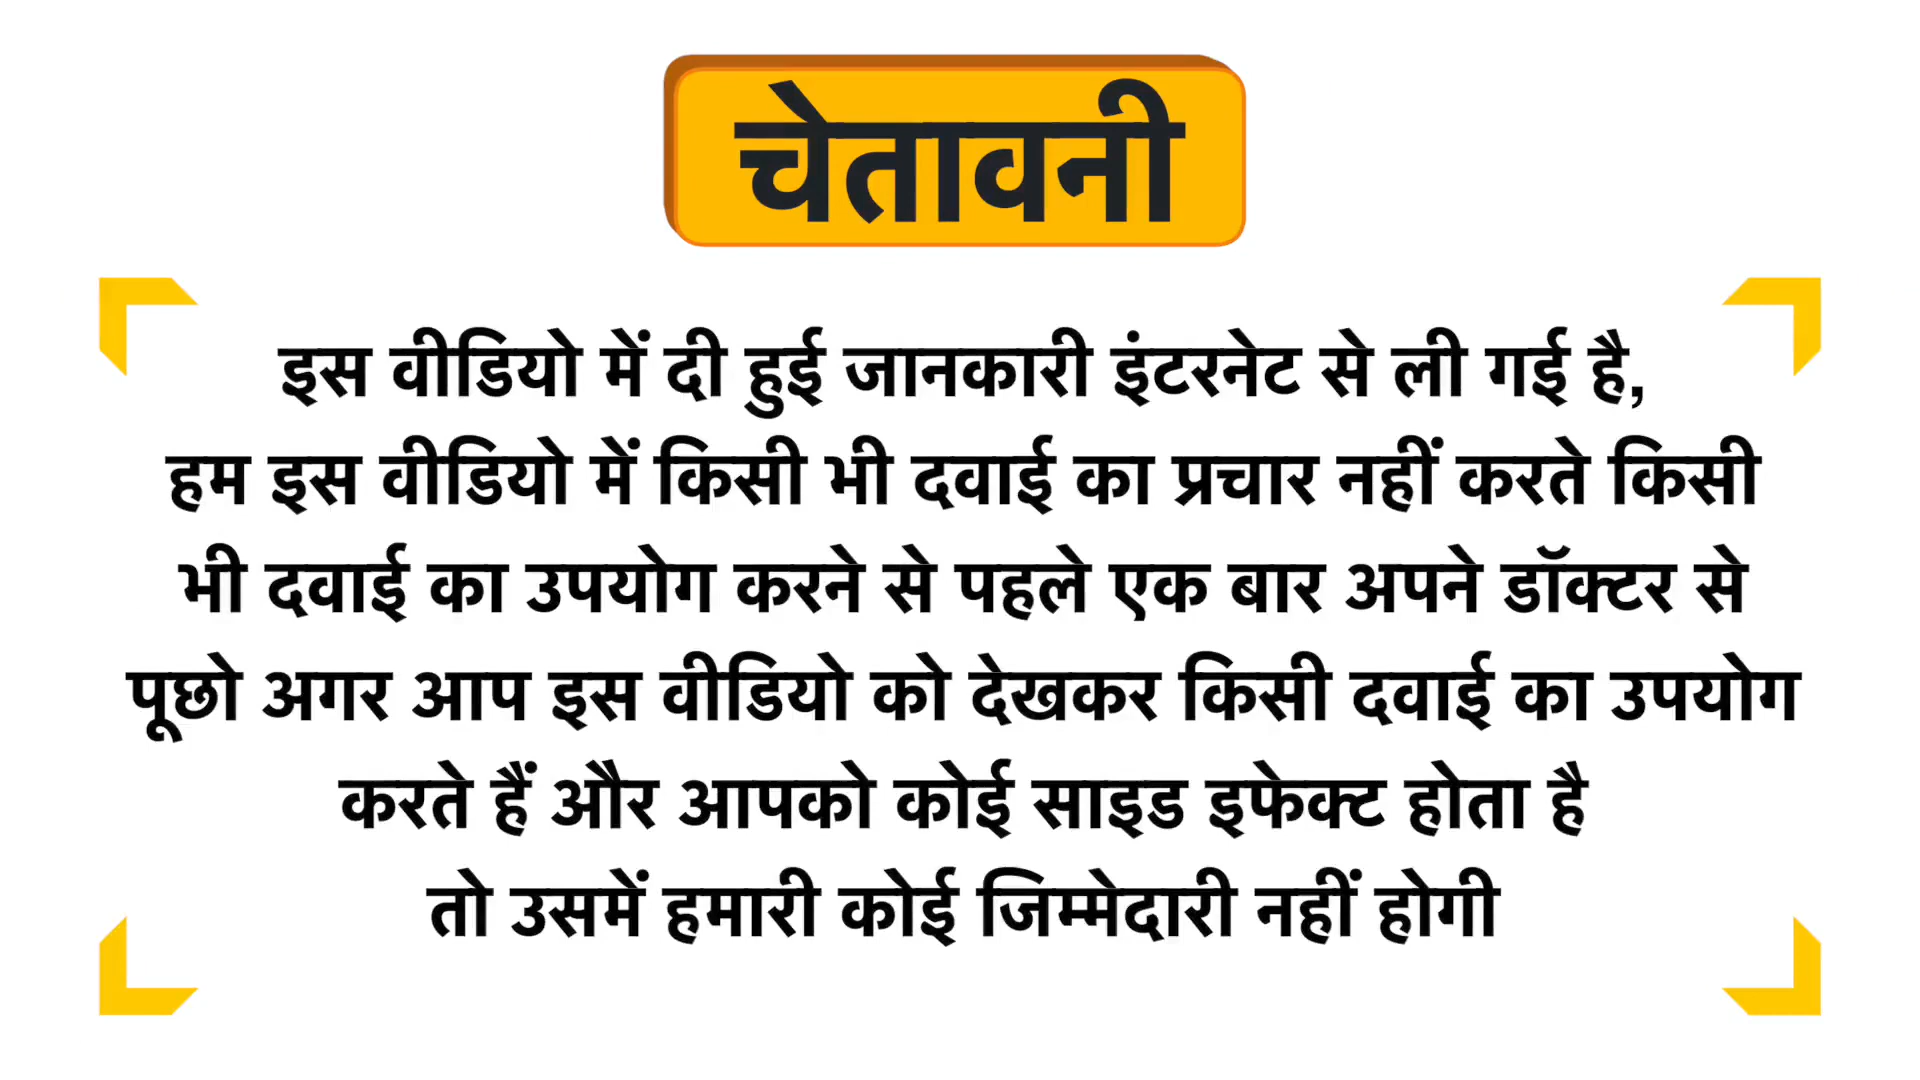 चेतावनी
इस वीडियो में दी हुई जानकारी इंटरनेट से ली गई है,
हम इस वीडियो में किसी भी दवाई का प्रचार नहीं करते किसी
भी दवाई का उपयोग करने से पहले एक बार अपने डॉक्टर से
पूछो अगर आप इस वीडियो को देखकर किसी दवाई का उपयोग
करते हैं और आपको कोई साइड इफेक्ट होता है
तो उसमें हमारी कोई जिम्मेदारी नहीं होगी